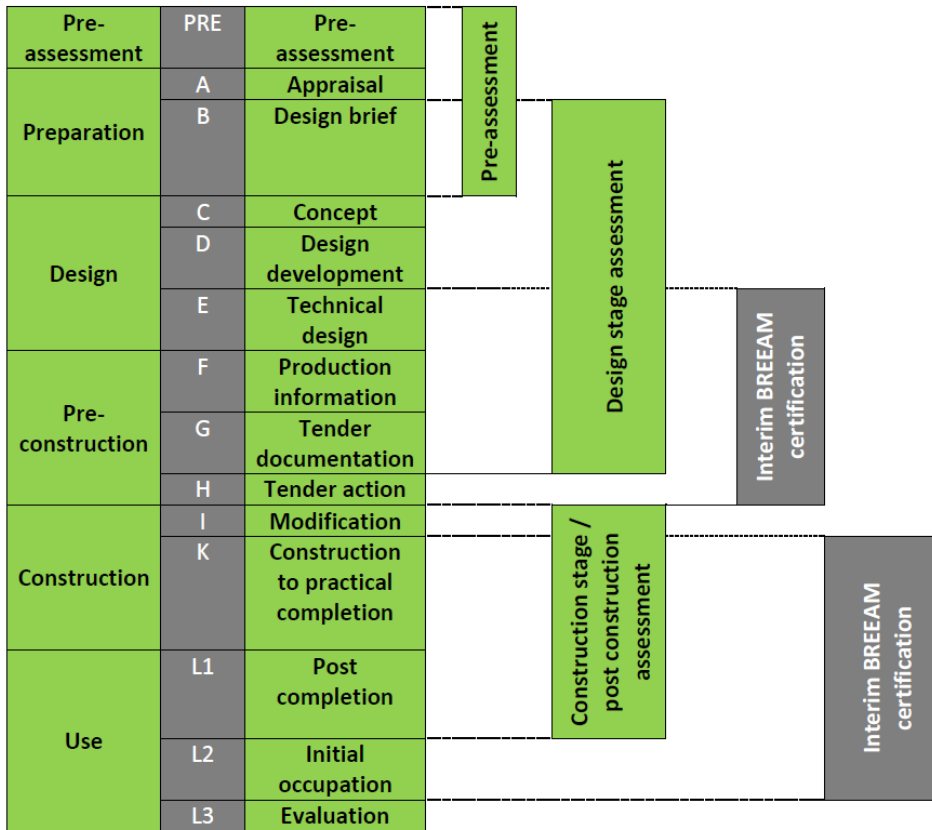 Pre-
assessment
PRE
Pre-
assessment
Preparation
A
Appraisal
B
Design brief
Design
C
Concept
D
Design
development
E
Technical
design
Pre-
construction
F
Production
information
G
Tender
documentation
H
Tender action
Construction
I
Modification
K
Construction
to practical
completion
Use
L1
Post
completion
L2
Initial
occupation
L3
Evaluation
Pre-assessment
Design stage assessment
Interim BREEAM
certification
Construction stage /
post construction
assessment
Interim BREEAM
certification